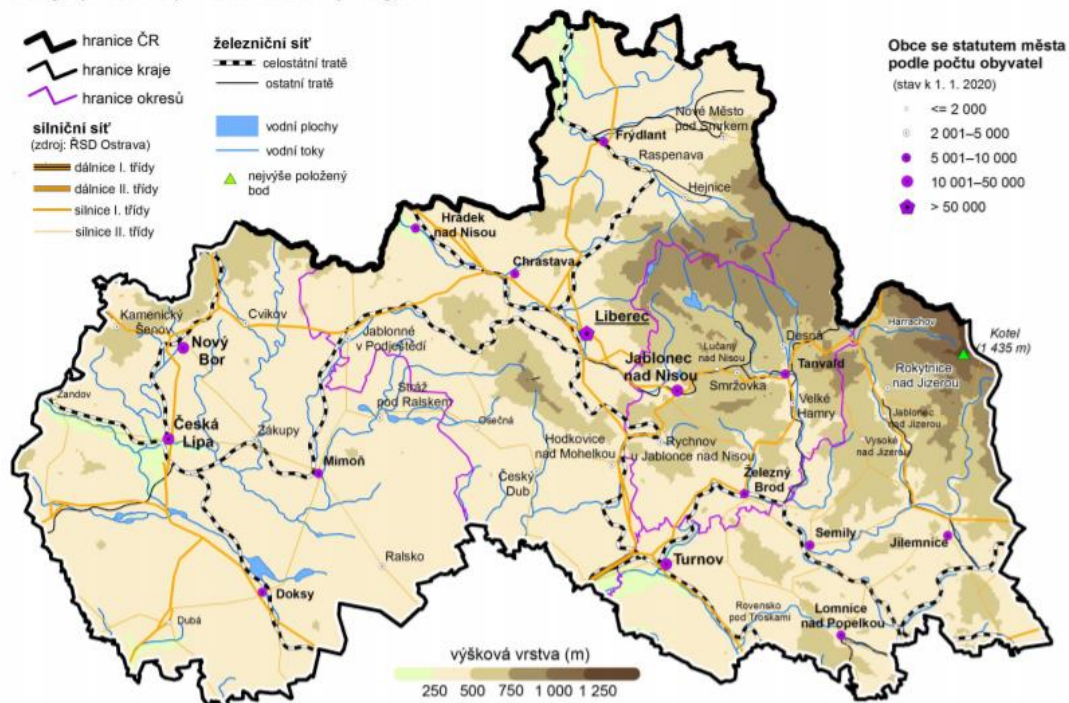 hranice ČR
hranice kraje
hranice okresů
silniční síť
(zdroj: ŘSD Ostrava)
dálnice I. třídy
dálnice II. třídy
silnice I. třídy
silnice II. třídy
železniční síť
celostátní tratě
ostatní tratě
vodní plochy
vodní toky
nejvýše položený
bod
Obce se statutem města
podle počtu obyvatel
(stav k 1. 1. 2020)
<= 2 000
2 001–5 000
5 001–10 000
10 001–50 000
> 50 000
Nové Město
pod Smrkem
Frýdlant
Raspenava
Hejnice
Hrádek
nad Nisou
Chrastava
Liberec
Kamenický
Šenov
Cvikov
Nový
Bor
Jablonné
v Podještědí
Lučany
nad Nisou
Desná
Harrachov
Kotel
(1 435 m)
Jablonec
nad Nisou
Smržovka
Tanvald
Rokytnice
nad Jizerou
Stráž
pod Ralskem
Žandov
Osečná
Velké
Hamry
Jablonec
nad Jizerou
Česká
Lípa
Zákupy
Hodkovice
nad Mohelkou
Rychnov
u Jablonce nad Nisou
Vysoké
nad Jizerou
Mimoň
Český
Dub
Železný
Brod
Semily
Jilemnice
Ralsko
Turnov
Doksy
Dubá
Rovensko
pod Troskami
Lomnice
nad Popelkou
výšková vrstva (m)
250 500 750 1 000 1 250